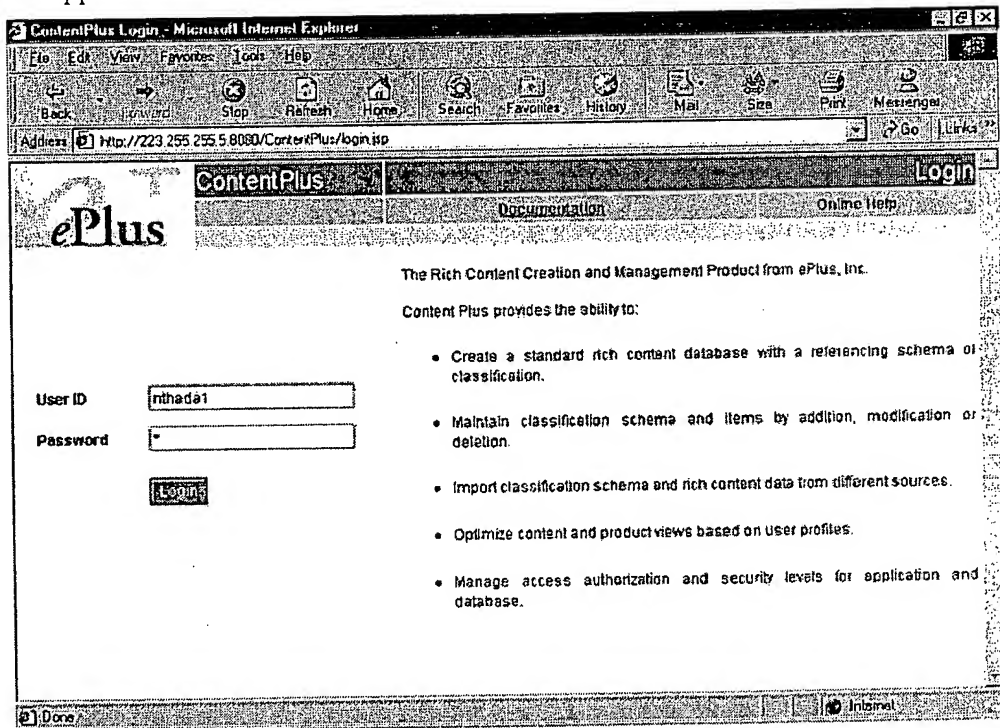 ContentPlus Login - Microsoft Internet Explorer
File Edit View Favorites Tools Help
Back Forward Stop Refresh Home Search Favorites History Mail Size Print Messenger
Address http://223.255.255.5:8080/ContentPlus/login.jsp Go Links
ePlus
ContentPlus
Login
Documentation Online Help
The Rich Content Creation and Management Product from ePlus, Inc.
Content Plus provides the ability to:
• Create a standard rich content database with a referencing schema or
classification.
User ID nthada1
• Maintain classification schema and items by addition, modification or
deletion.
Password *
Login
• Import classification schema and rich content data from different sources.
• Optimize content and product views based on user profiles.
• Manage access authorization and security levels for application and
database.
Done Internet